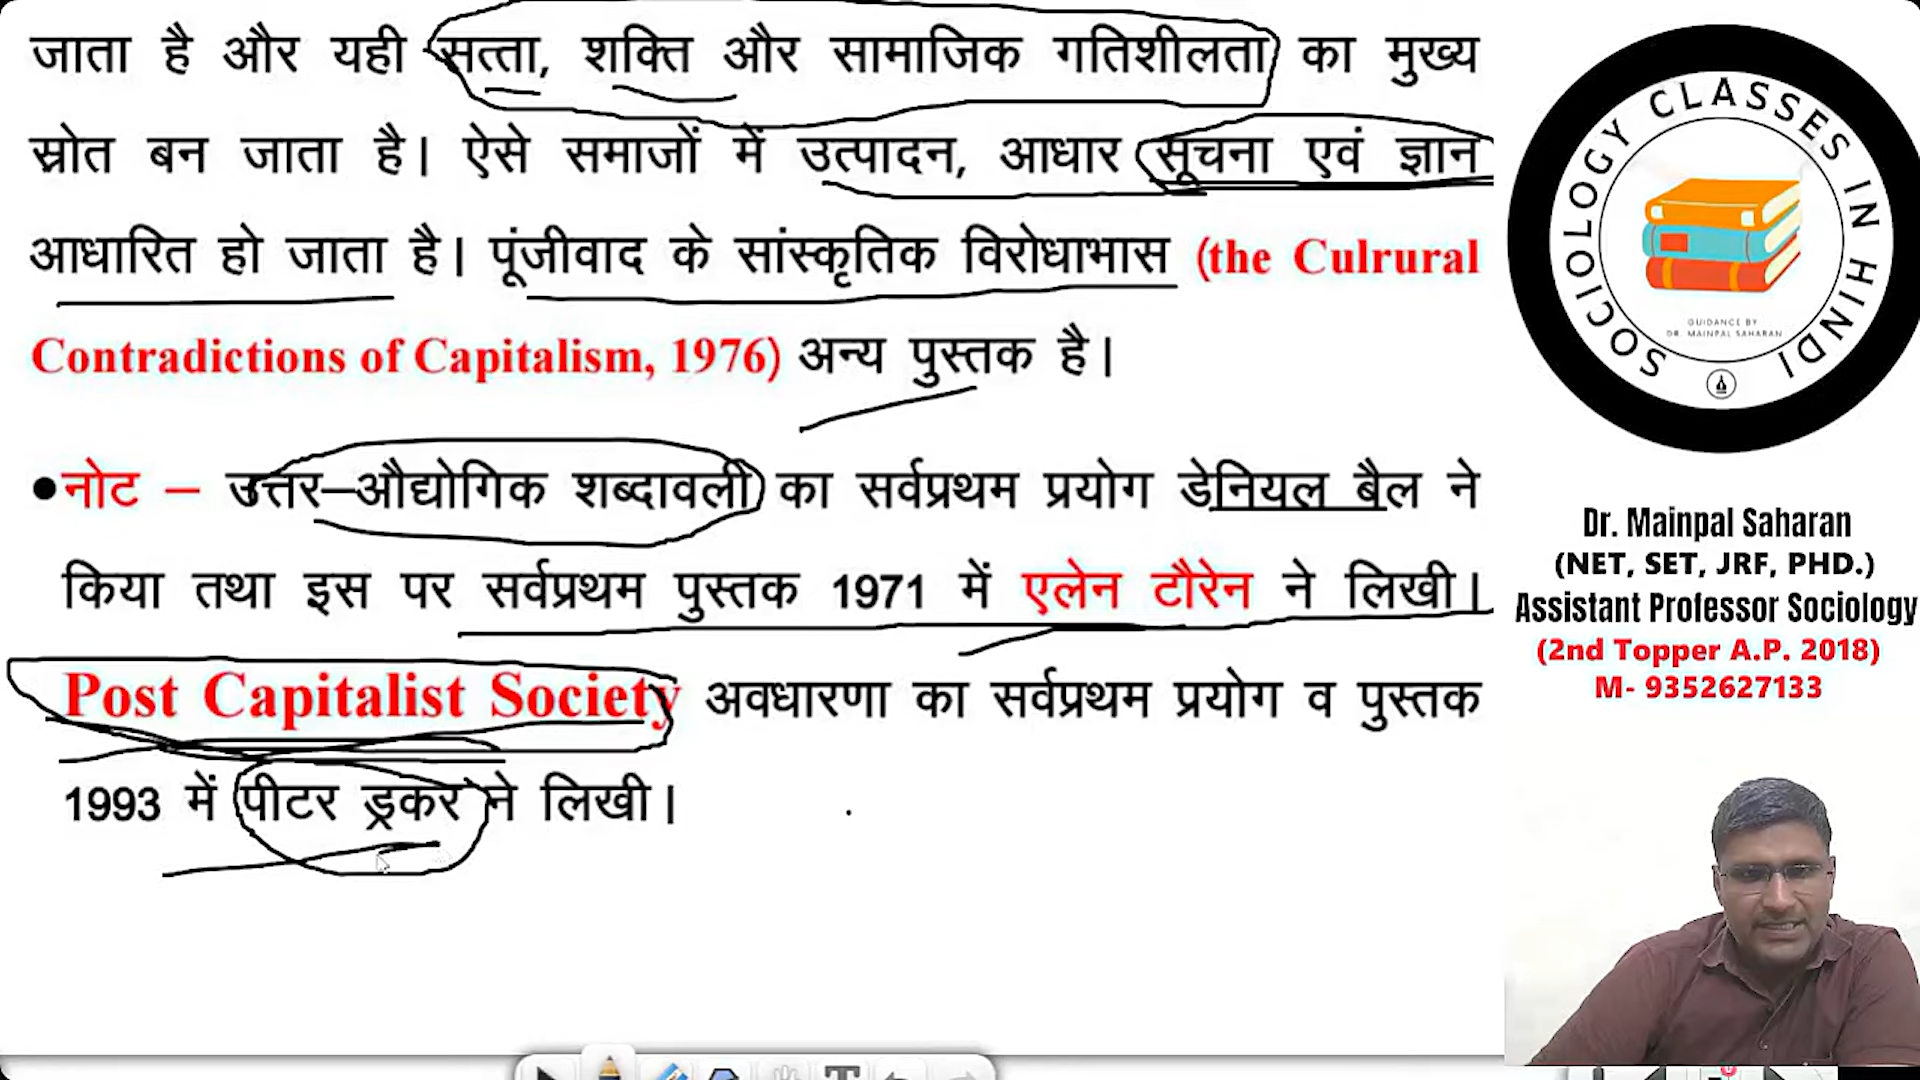 जाता है और यही सत्ता, शक्ति और सामाजिक गतिशीलता का मुख्य
स्रोत बन जाता है। ऐसे समाजों में उत्पादन, आधार सूचना एवं ज्ञान
आधारित हो जाता है। पूंजीवाद के सांस्कृतिक विरोधाभास (the Culrural
Contradictions of Capitalism, 1976) अन्य पुस्तक है।
•नोट – उत्तर–औद्योगिक शब्दावली का सर्वप्रथम प्रयोग डेनियल बैल ने
किया तथा इस पर सर्वप्रथम पुस्तक 1971 में एलेन टौरेन ने लिखी।
Post Capitalist Society अवधारणा का सर्वप्रथम प्रयोग व पुस्तक
1993 में पीटर ड्रकर ने लिखी।
SOCIOLOGY CLASSES IN HINDI
GUIDANCE BY
DR. MAINPAL SAHARAN
Dr. Mainpal Saharan
(NET, SET, JRF, PHD.)
Assistant Professor Sociology
(2nd Topper A.P. 2018)
M- 9352627133